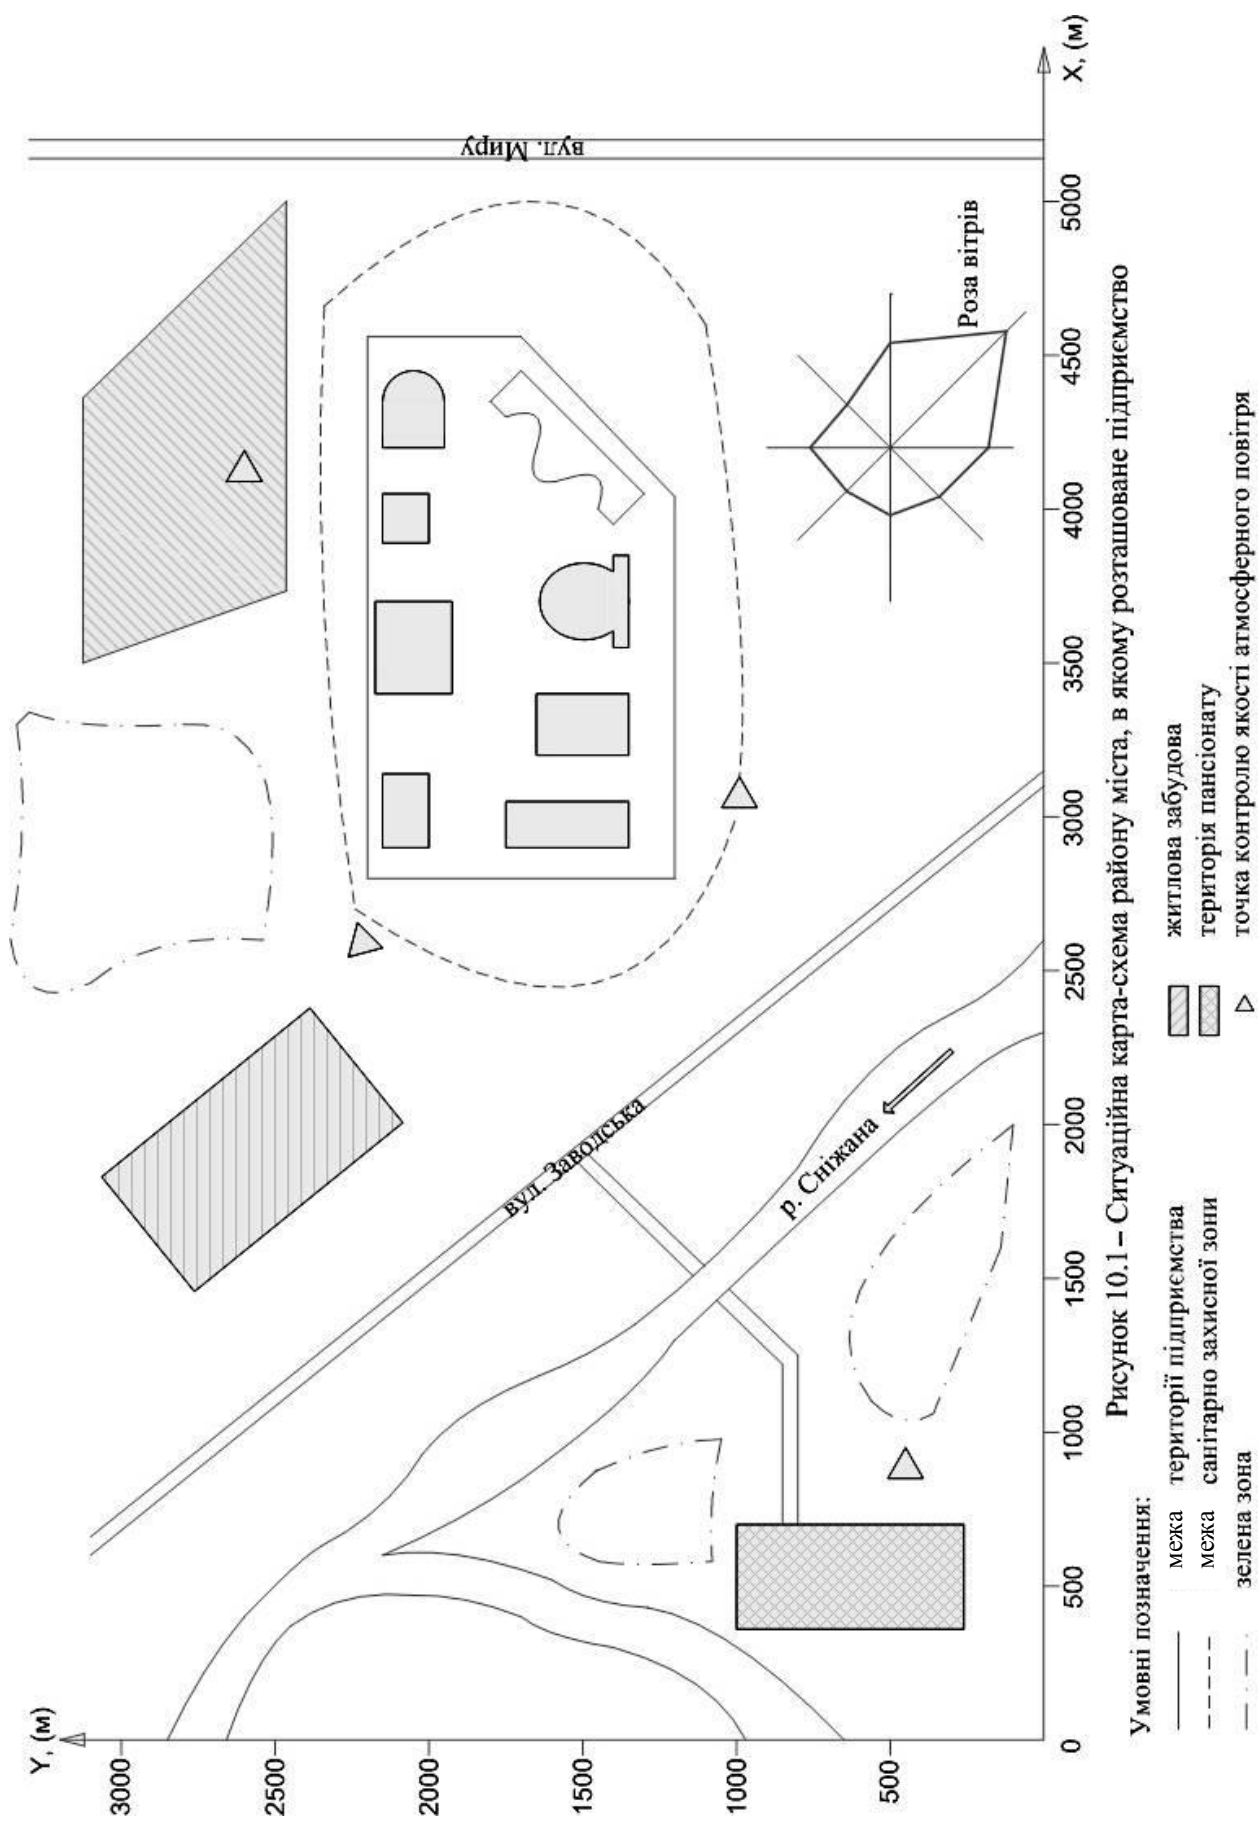 Y, (м)
3000
2500
2000
1500
1000
500
0
500
1000
1500
2000
2500
3000
3500
4000
4500
5000
X, (м)
вул. Миру
вул. Заводська
р. Сніжана
Роза вітрів
Рисунок 10.1 – Ситуаційна карта-схема району міста, в якому розташоване підприємство
Умовні позначення:
межа території підприємства
межа санітарно захисної зони
зелена зона
житлова забудова
територія пансіонату
точка контролю якості атмосферного повітря